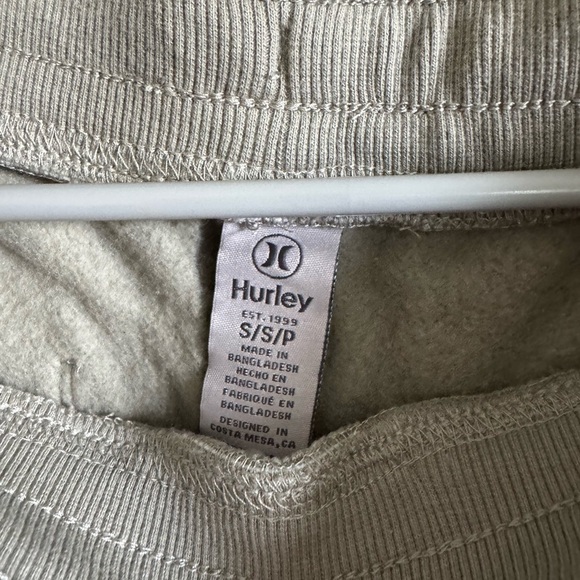 Hurley
EST. 1999
S/S/P
MADE IN
BANGLADESH
HECHO EN
BANGLADESH
FABRIQUÉ EN
BANGLADESH
DESIGNED IN
COSTA MESA, CA